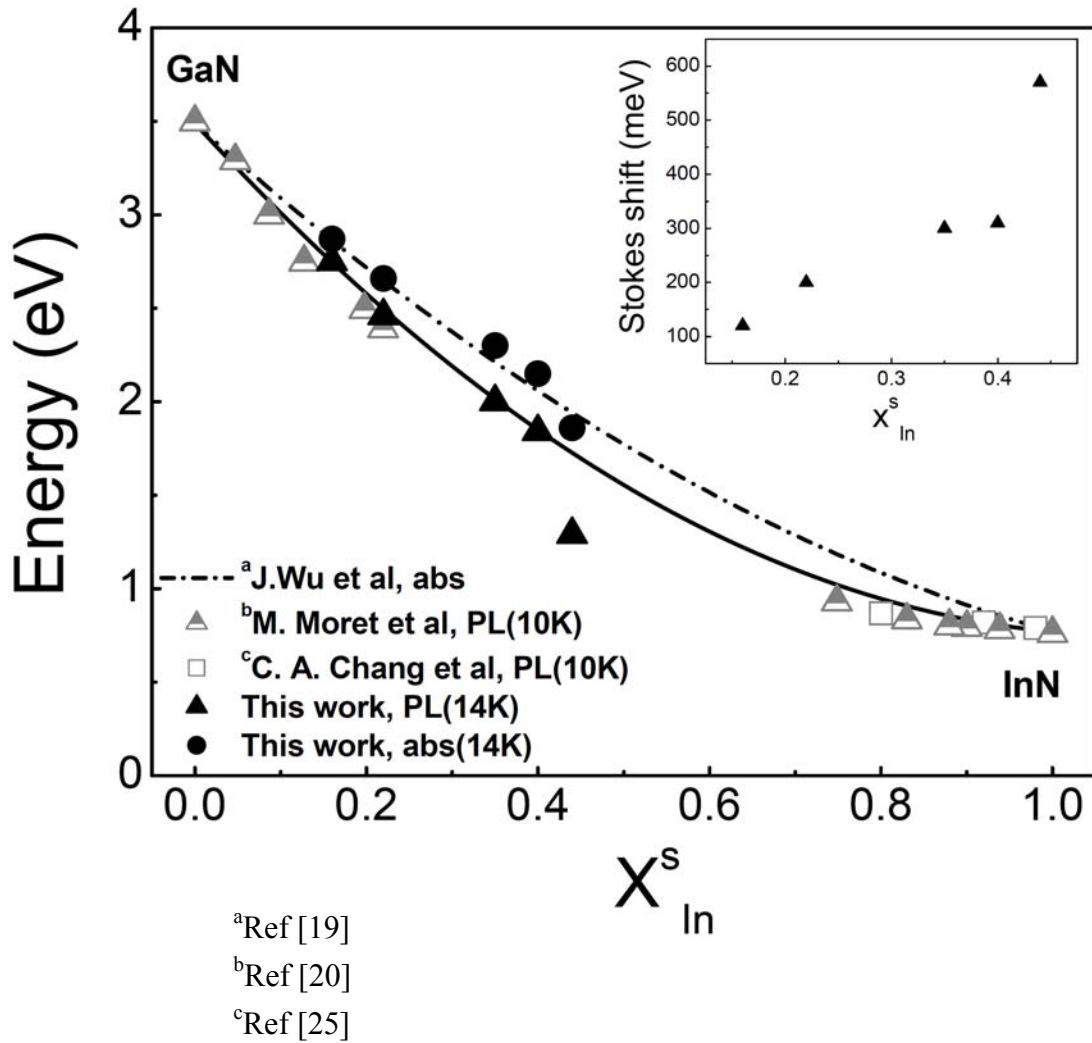 4
3
2
1
0
Energy (eV)
GaN
InN
600
500
400
300
200
100
Stokes shift (meV)
0.2 0.3 0.4
X^s_In
ᵃJ.Wu et al, abs
ᵇM. Moret et al, PL(10K)
ᶜC. A. Chang et al, PL(10K)
This work, PL(14K)
This work, abs(14K)
0.0 0.2 0.4 0.6 0.8 1.0
X^s_In
ᵃRef [19]
ᵇRef [20]
ᶜRef [25]